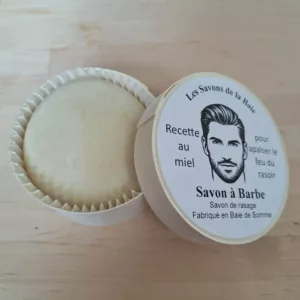 Les Savons de la Baie
Recette
au
miel
pour
apaiser le
feu du
rasoir
Savon à Barbe
Savon de rasage
Fabriqué en Baie de Somme